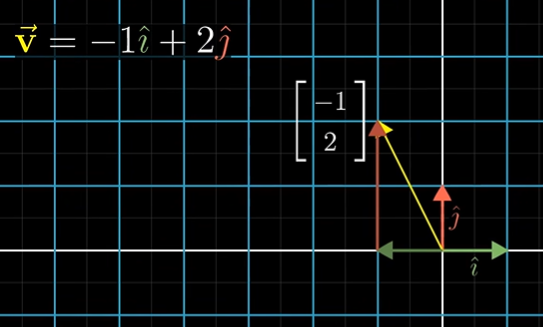 v⃗ = −1î + 2ĵ
[−1
2]
ĵ
î